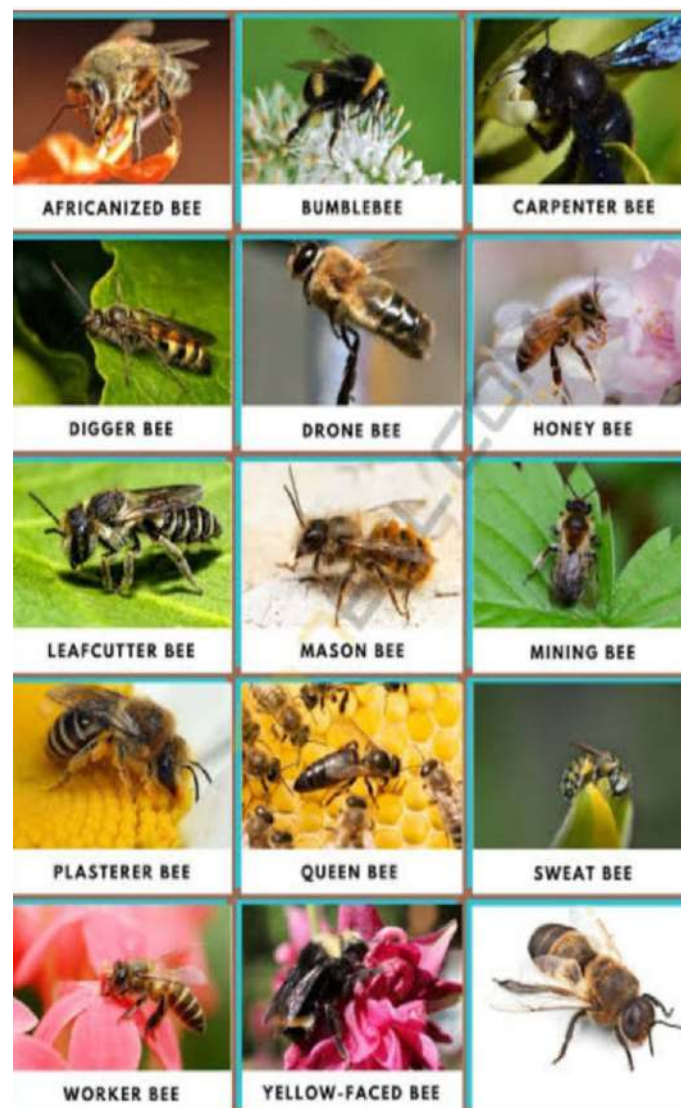 AFRICANIZED BEE
BUMBLEBEE
CARPENTER BEE
DIGGER BEE
DRONE BEE
HONEY BEE
LEAFCUTTER BEE
MASON BEE
MINING BEE
PLASTERER BEE
QUEEN BEE
SWEAT BEE
WORKER BEE
YELLOW-FACED BEE